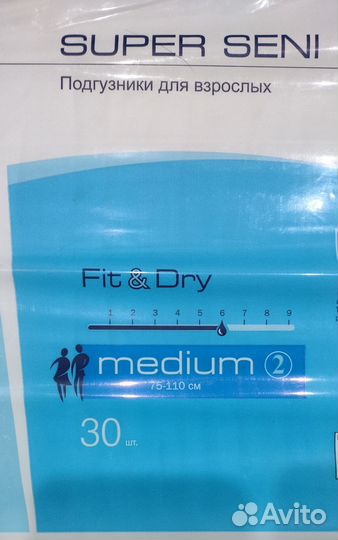 SUPER SENI
Подгузники для взрослых
Fit & Dry
1 2 3 4 5 6 7 8 9
medium 2
75-110 см
30 шт.
Avito